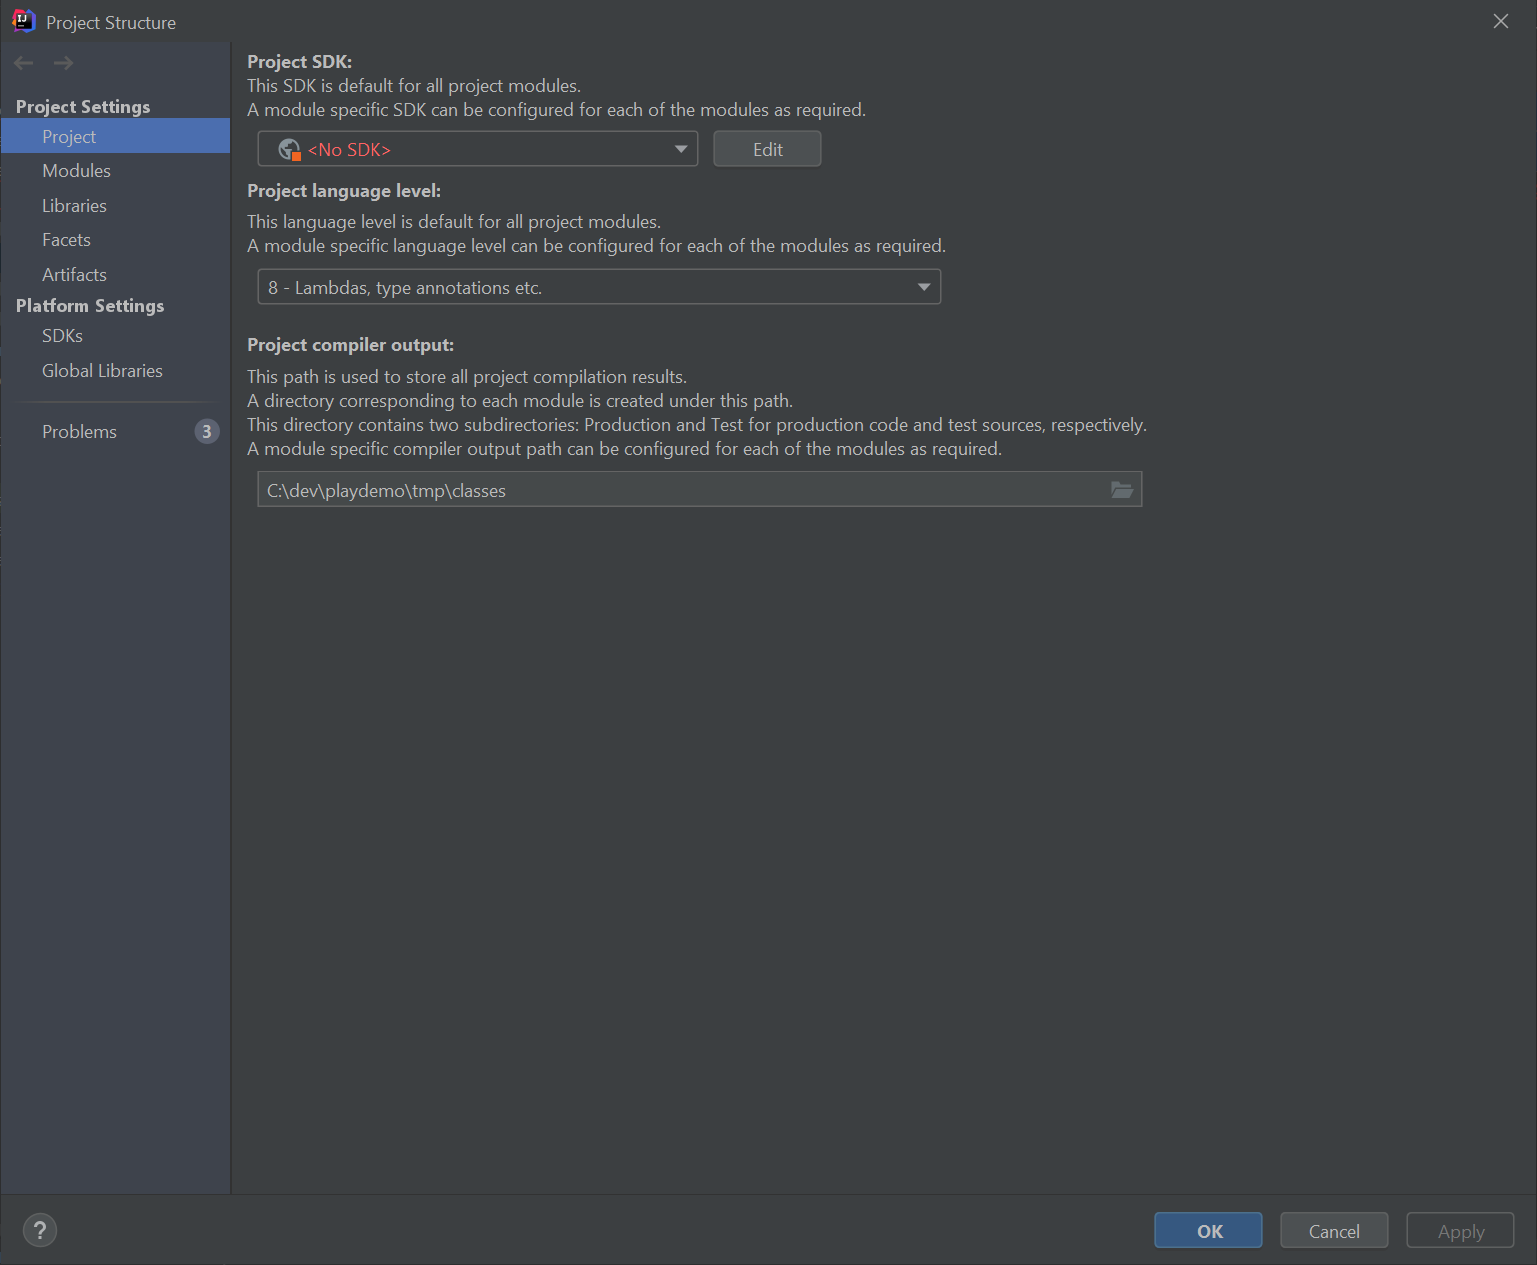 Project Structure
Project Settings
Project
Modules
Libraries
Facets
Artifacts
Platform Settings
SDKs
Global Libraries
Problems
3
Project SDK:
This SDK is default for all project modules.
A module specific SDK can be configured for each of the modules as required.
<No SDK>
Edit
Project language level:
This language level is default for all project modules.
A module specific language level can be configured for each of the modules as required.
8 - Lambdas, type annotations etc.
Project compiler output:
This path is used to store all project compilation results.
A directory corresponding to each module is created under this path.
This directory contains two subdirectories: Production and Test for production code and test sources, respectively.
A module specific compiler output path can be configured for each of the modules as required.
C:\dev\playdemo\tmp\classes
?
OK
Cancel
Apply